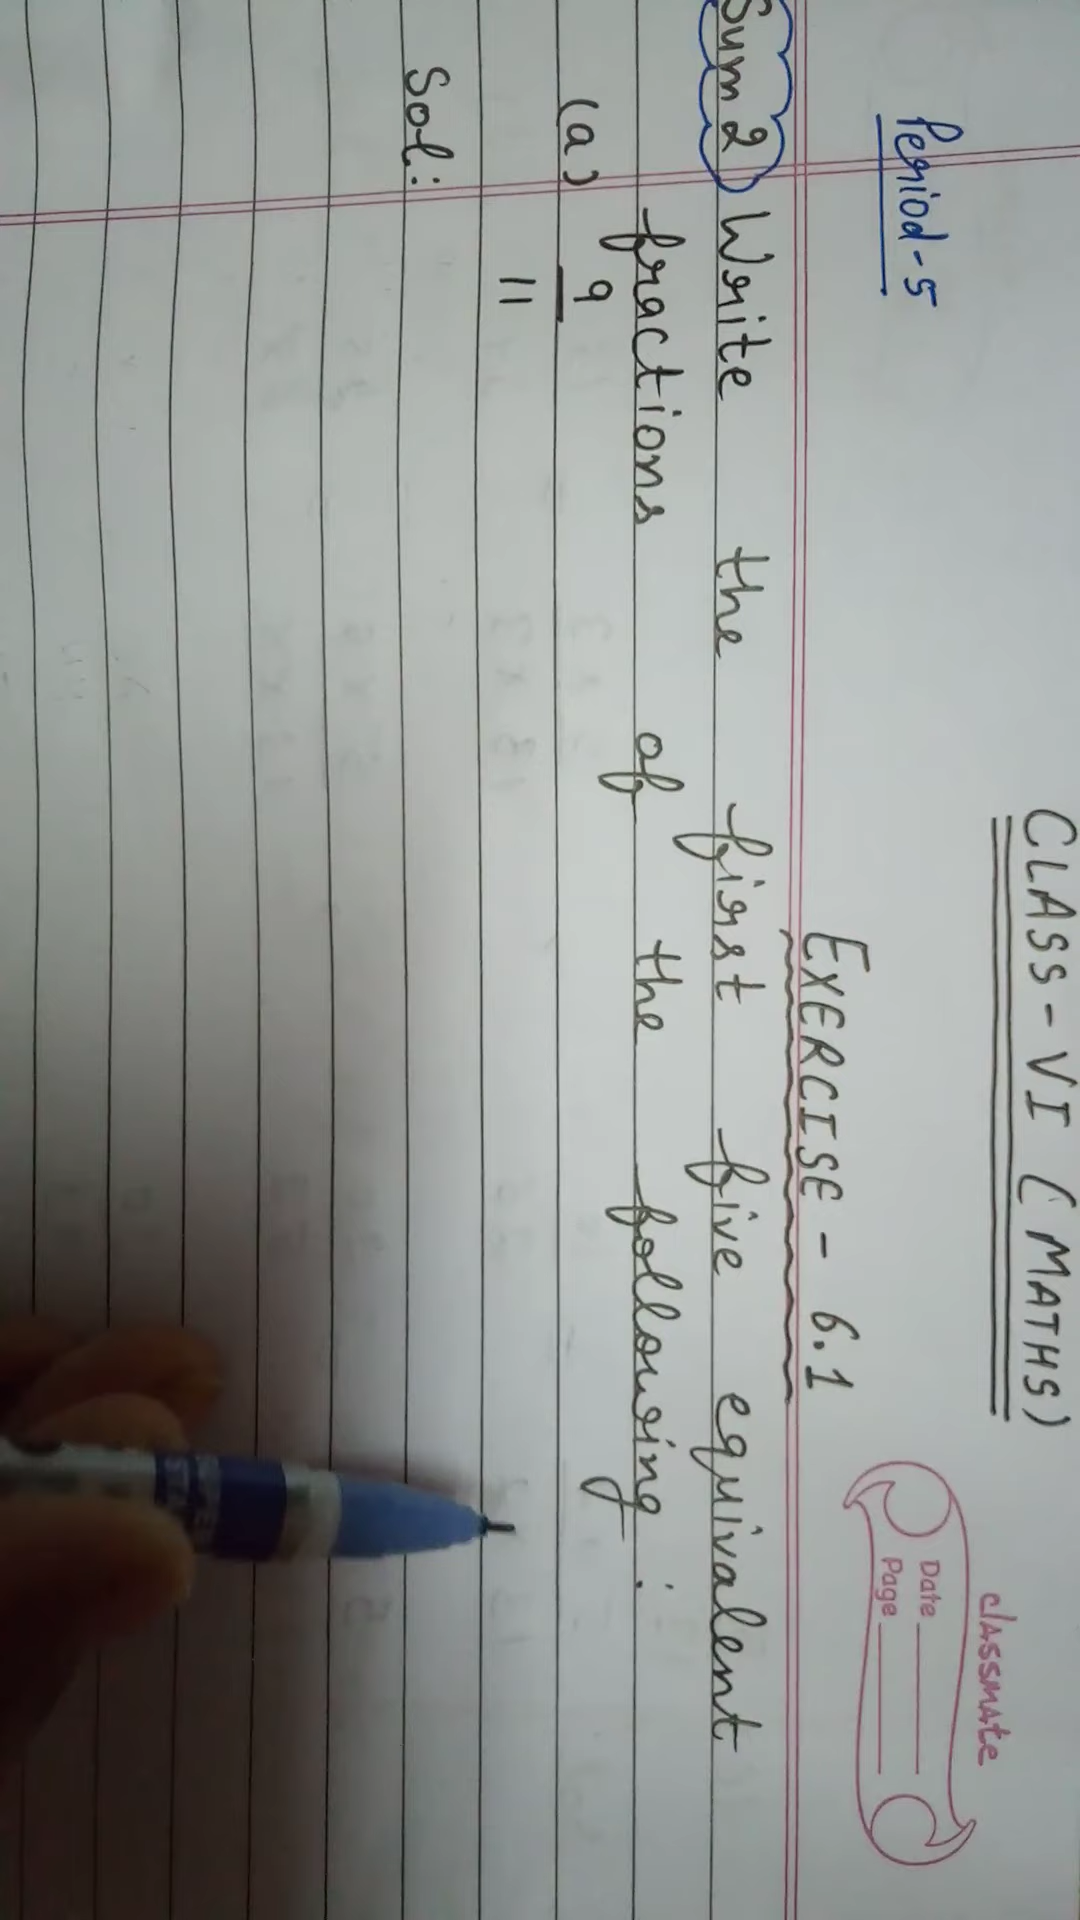 CLASS-VI (MATHS)
classmate
Date
Page
Period-5
EXERCISE - 6.1
Sum 2) Write the first five equivalent
fractions of the following :
(a) 9
11
Sol: